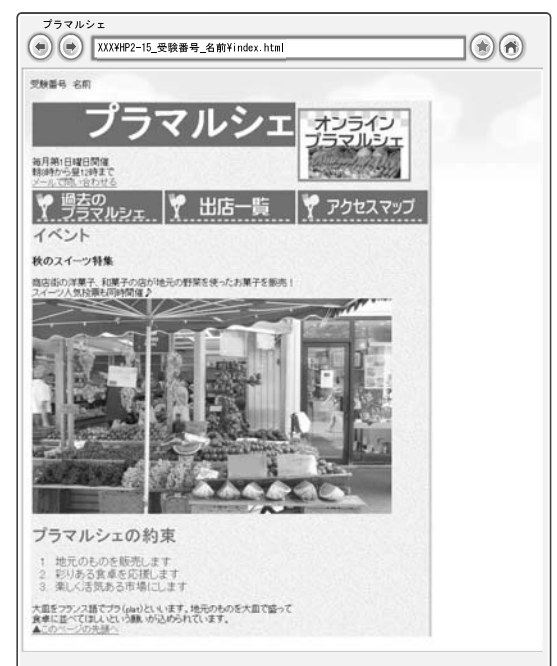 プラマルシェ
XXX¥HP2-15_受験番号_名前¥index.html
受験番号 名前
プラマルシェ
オンライン
プラマルシェ
毎月第1日曜日開催
朝8時から昼12時まで
メールで問い合わせる
過去の
プラマルシェ
出店一覧
アクセスマップ
イベント
秋のスイーツ特集
商店街の洋菓子、和菓子の店が地元の野菜を使ったお菓子を販売！
スイーツ人気投票も同時開催♪
プラマルシェの約束
1. 地元のものを販売します
2. 彩りある食卓を応援します
3. 楽しく活気ある市場にします
大皿をフランス語でプラ(plat)といいます。地元のものを大皿で盛って
食卓に並べてほしいという願いが込められています。
▲このページの先頭へ